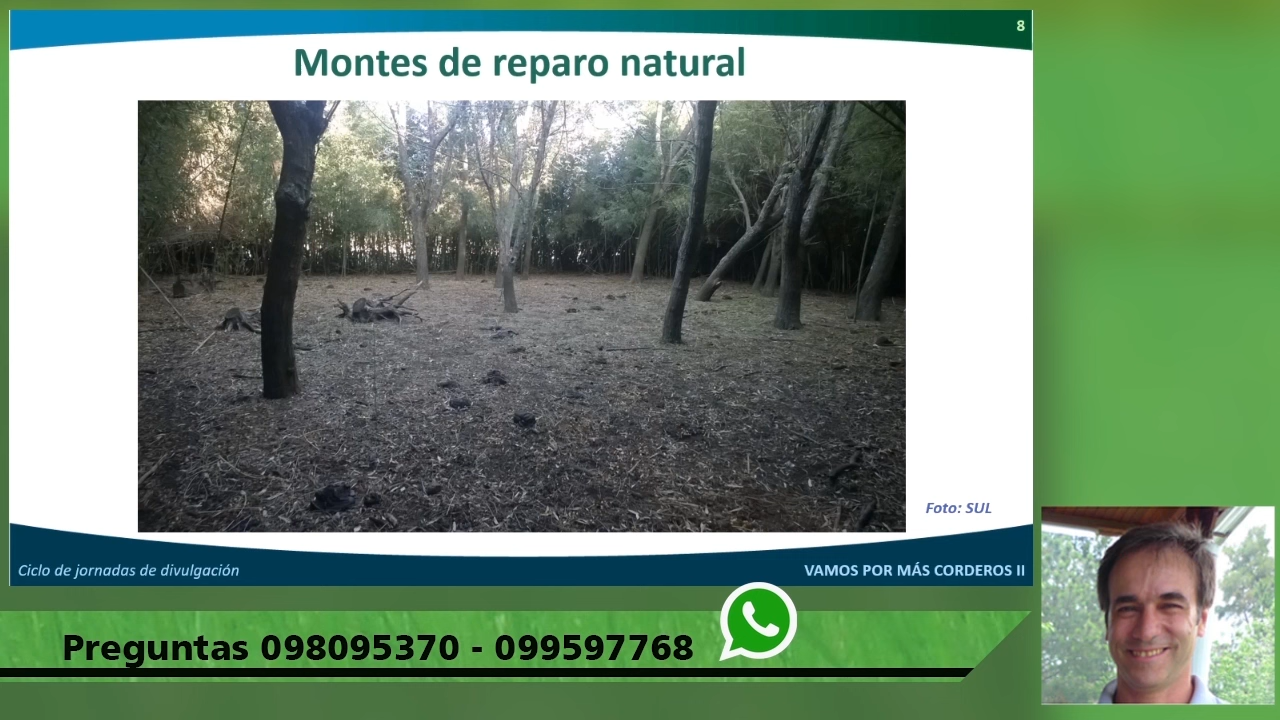 8
Montes de reparo natural
Foto: SUL
Ciclo de jornadas de divulgación
VAMOS POR MÁS CORDEROS II
Preguntas 098095370 - 099597768